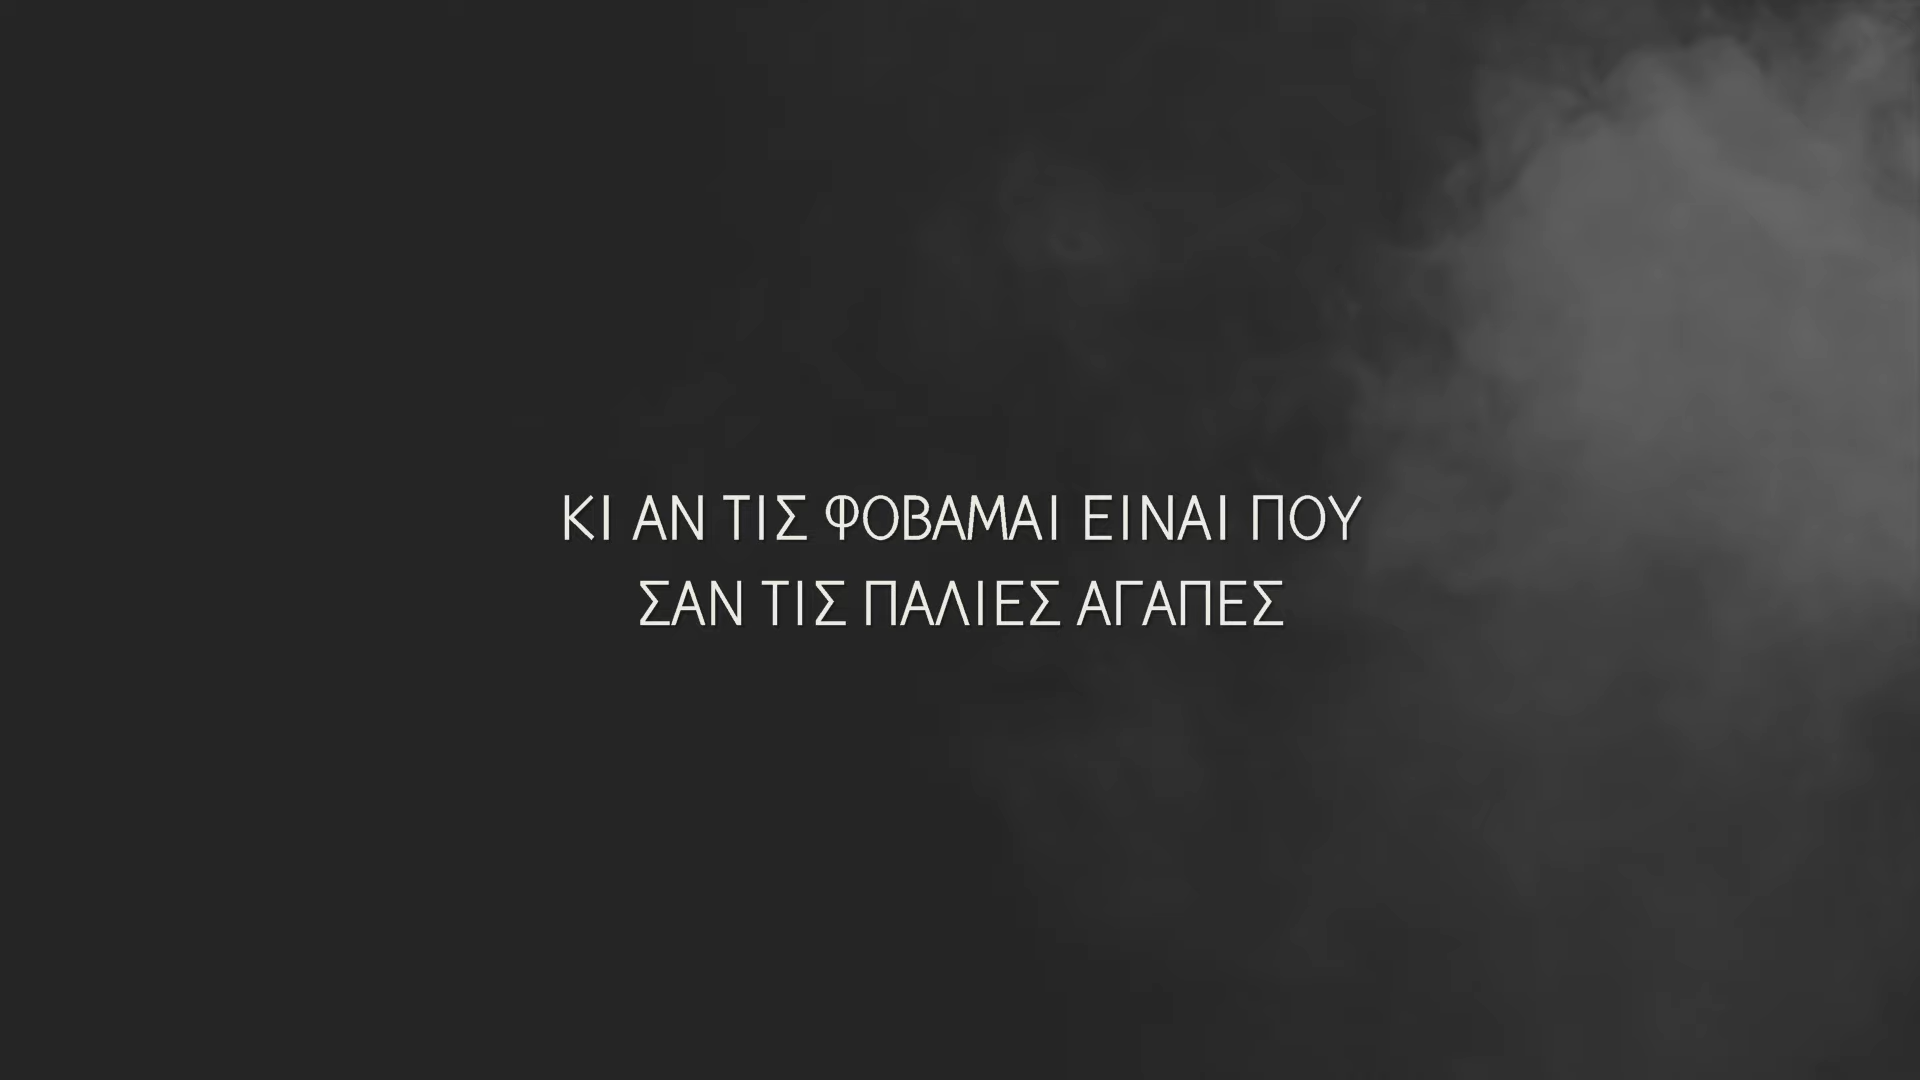 ΚΙ ΑΝ ΤΙΣ ΦΟΒΑΜΑΙ ΕΙΝΑΙ ΠΟΥ
ΣΑΝ ΤΙΣ ΠΑΛΙΕΣ ΑΓΑΠΕΣ